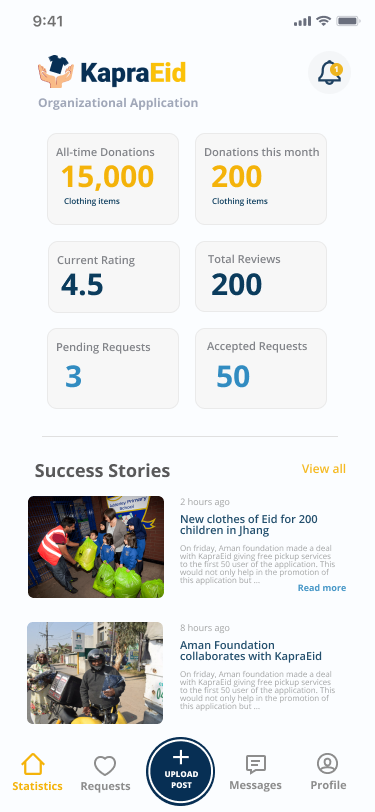 9:41
KapraEid
1
Organizational Application
All-time Donations
15,000
Clothing items
Donations this month
200
Clothing items
Current Rating
4.5
Total Reviews
200
Pending Requests
3
Accepted Requests
50
Success Stories
View all
Primary
School
2 hours ago
New clothes of Eid for 200
children in Jhang
On friday, Aman foundation made a deal
with KapraEid giving free pickup services
to the first 50 user of the application. This
would not only help in the promotion of
this application but ...
Read more
8 hours ago
Aman Foundation
collaborates with KapraEid
On friday, Aman foundation made a deal
with KapraEid giving free pickup services
to the first 50 user of the application. This
would not only help in the promotion of
this application but ...
Statistics
Requests
UPLOAD
POST
Messages
Profile